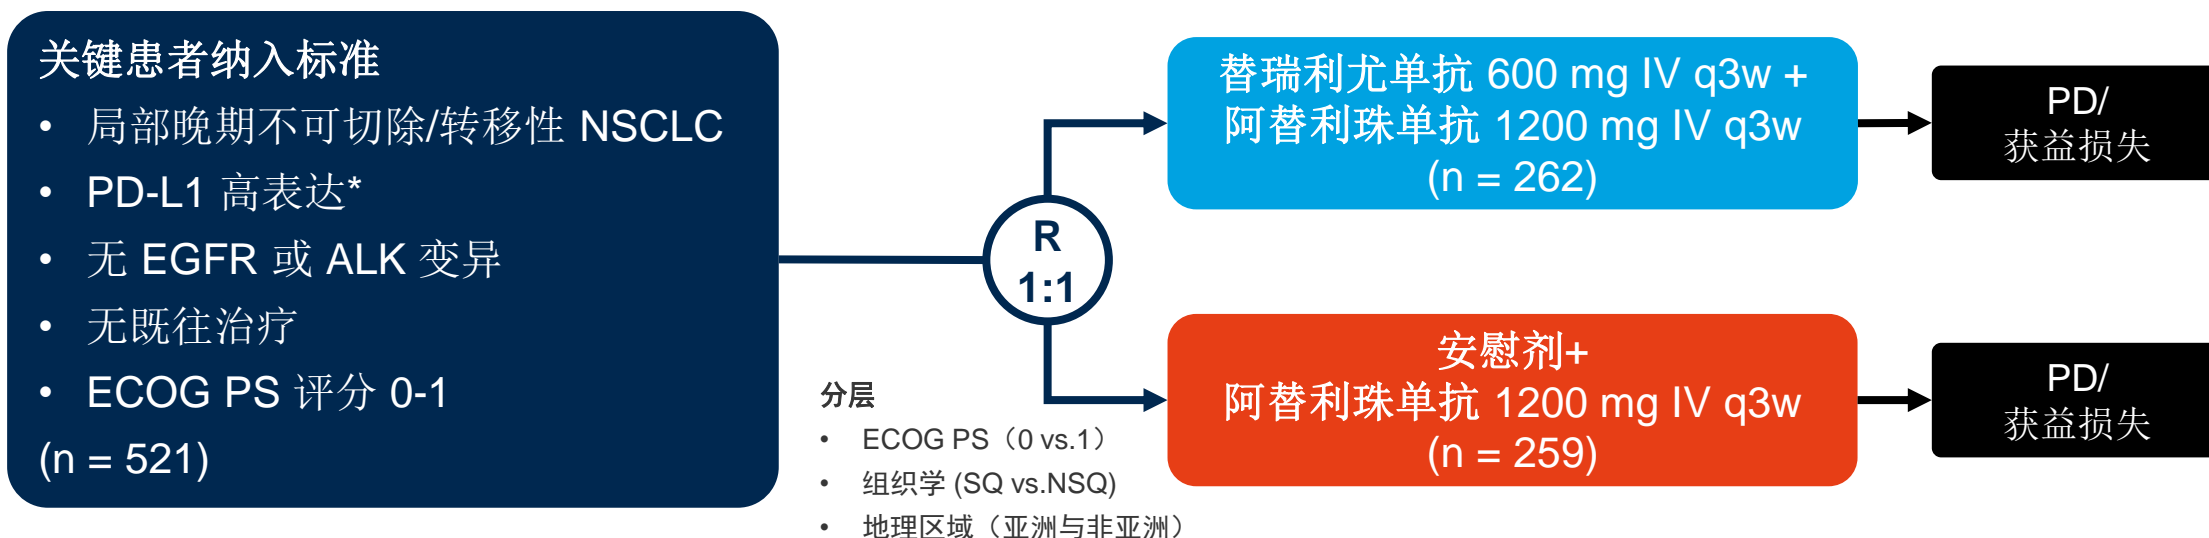 关键患者纳入标准
• 局部晚期不可切除/转移性 NSCLC
• PD-L1 高表达*
• 无 EGFR 或 ALK 变异
• 无既往治疗
• ECOG PS 评分 0-1
(n = 521)
R
1:1
分层
• ECOG PS（0 vs.1）
• 组织学 (SQ vs.NSQ)
• 地理区域（亚洲与非亚洲）
替瑞利尤单抗 600 mg IV q3w +
阿替利珠单抗 1200 mg IV q3w
(n = 262)
PD/
获益损失
安慰剂+
阿替利珠单抗 1200 mg IV q3w
(n = 259)
PD/
获益损失